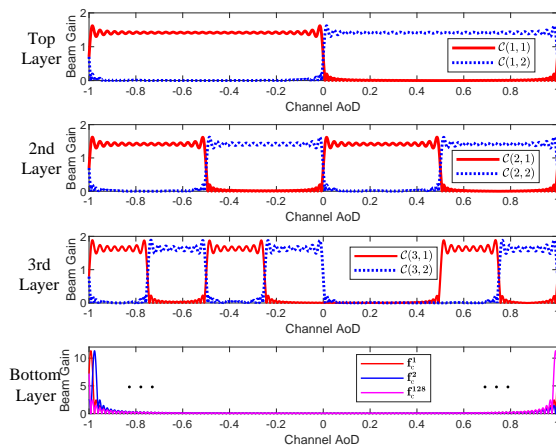 Top
Layer
Beam Gain
2
1
0
-1 -0.8 -0.6 -0.4 -0.2 0 0.2 0.4 0.6 0.8 1
Channel AoD
C(1, 1)
C(1, 2)
2nd
Layer
Beam Gain
2
1
0
-1 -0.8 -0.6 -0.4 -0.2 0 0.2 0.4 0.6 0.8 1
Channel AoD
C(2, 1)
C(2, 2)
3rd
Layer
Beam Gain
2
1
0
-1 -0.8 -0.6 -0.4 -0.2 0 0.2 0.4 0.6 0.8 1
Channel AoD
C(3, 1)
C(3, 2)
Bottom
Layer
Beam Gain
10
5
0
-1 -0.8 -0.6 -0.4 -0.2 0 0.2 0.4 0.6 0.8 1
Channel AoD
f_c^1
f_c^2
f_c^128
. . .
. . .